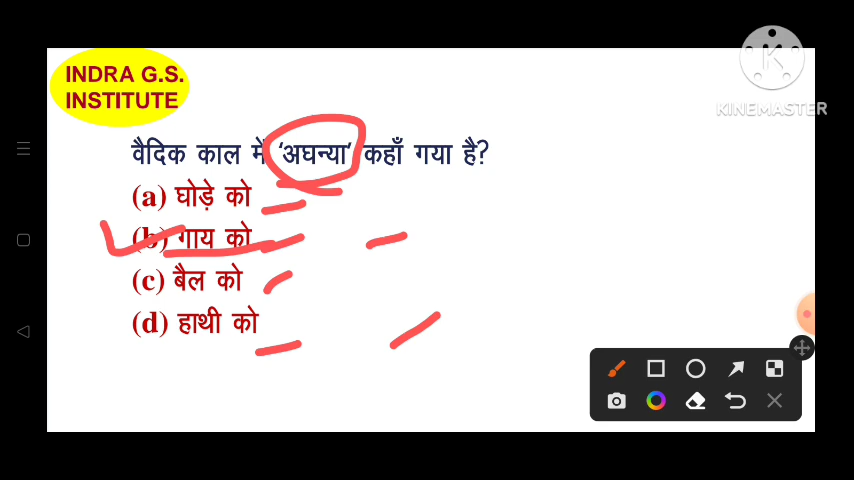 INDRA G.S.
INSTITUTE
KINEMASTER
वैदिक काल में 'अघन्या' कहाँ गया है?
(a) घोड़े को
(b) गाय को
(c) बैल को
(d) हाथी को